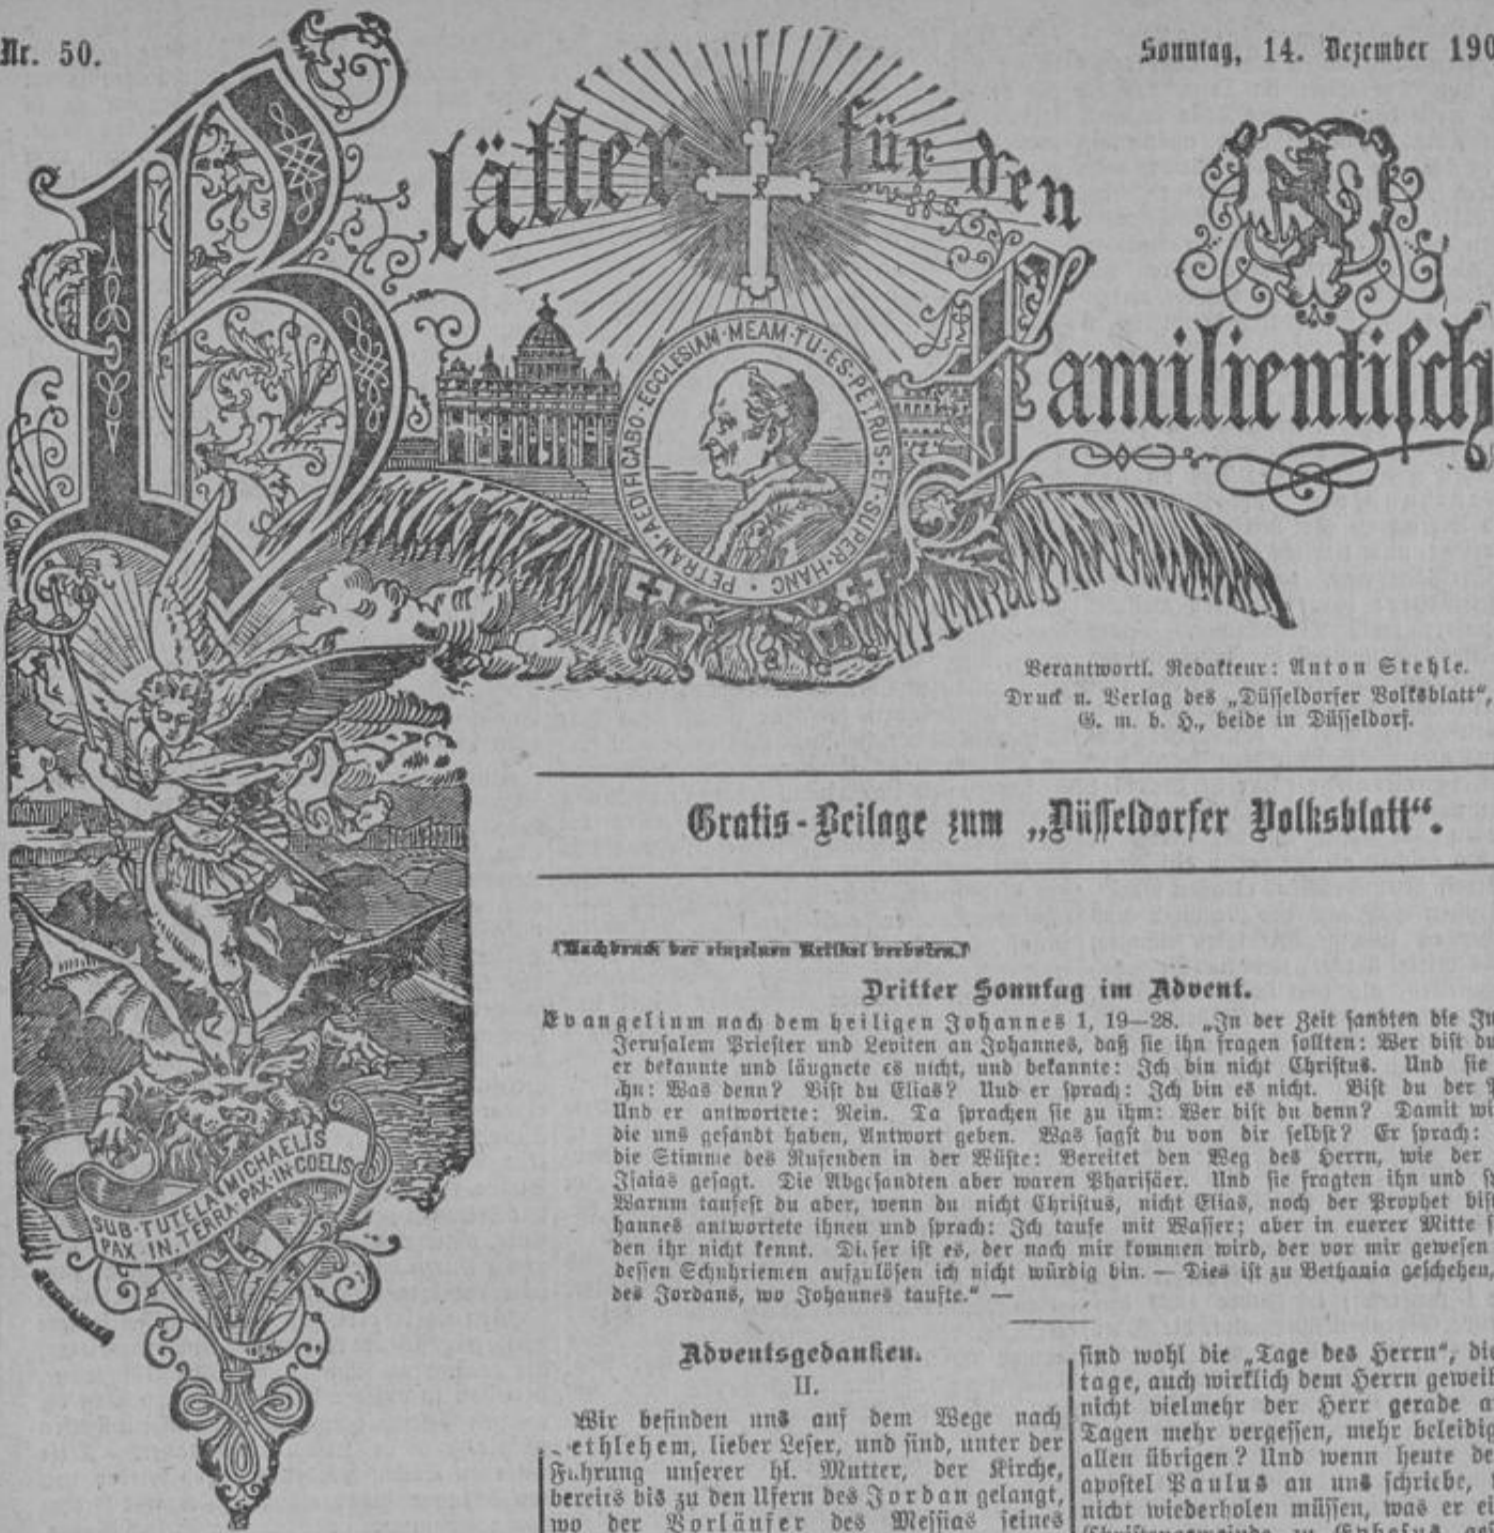 Nr. 50.
Sonntag, 14. Dezember 190
Blätter für den Familientisch
PETRAM·AEDIFICABO·ECCLESIAM·MEAM·TU·ES·PETRUS·ET·SUPER·HANC
Verantwortl. Redakteur: Anton Stehle.
Druck u. Verlag des „Düsseldorfer Volksblatt“,
G. m. b. H., beide in Düsseldorf.
Gratis-Beilage zum „Düsseldorfer Volksblatt“.
(Nachdruck der einzelnen Artikel verboten.)
Dritter Sonntag im Advent.
Evangelium nach dem heiligen Johannes 1, 19—28. „In der Zeit sandten die Ju
Jerusalem Priester und Leviten an Johannes, daß sie ihn fragen sollten: Wer bist du
er bekannte und läugnete es nicht, und bekannte: Ich bin nicht Christus. Und sie
ihn: Was denn? Bist du Elias? Und er sprach: Ich bin es nicht. Bist du der P
Und er antwortete: Nein. Da sprachen sie zu ihm: Wer bist du denn? Damit wi
die uns gesandt haben, Antwort geben. Was sagst du von dir selbst? Er sprach:
die Stimme des Rufenden in der Wüste: Bereitet den Weg des Herrn, wie der
Isaias gesagt. Die Abgesandten aber waren Pharisäer. Und sie fragten ihn und sp
Warum taufest du aber, wenn du nicht Christus, nicht Elias, noch der Prophet bist
hannes antwortete ihnen und sprach: Ich taufe mit Wasser; aber in euerer Mitte s
den ihr nicht kennt. Dieser ist es, der nach mir kommen wird, der vor mir gewesen
dessen Schuhriemen aufzulösen ich nicht würdig bin. — Dies ist zu Bethania geschehen,
des Jordans, wo Johannes taufte.“ —
SUB·TUTELA·MICHAELIS
PAX·IN·TERRA·PAX·IN·COELIS
Adventsgedanken.
II.
Wir befinden uns auf dem Wege nach
ethlehem, lieber Leser, und sind, unter der
Führung unserer hl. Mutter, der Kirche,
bereits bis zu den Ufern des Jordan gelangt,
wo der Vorläufer des Messias seines
sind wohl die „Tage des Herrn“, die
tage, auch wirklich dem Herrn geweih
nicht vielmehr der Herr gerade a
Tagen mehr vergessen, mehr beleidig
allen übrigen? Und wenn heute de
apostel Paulus an uns schriebe,
nicht wiederholen müssen, was er ei